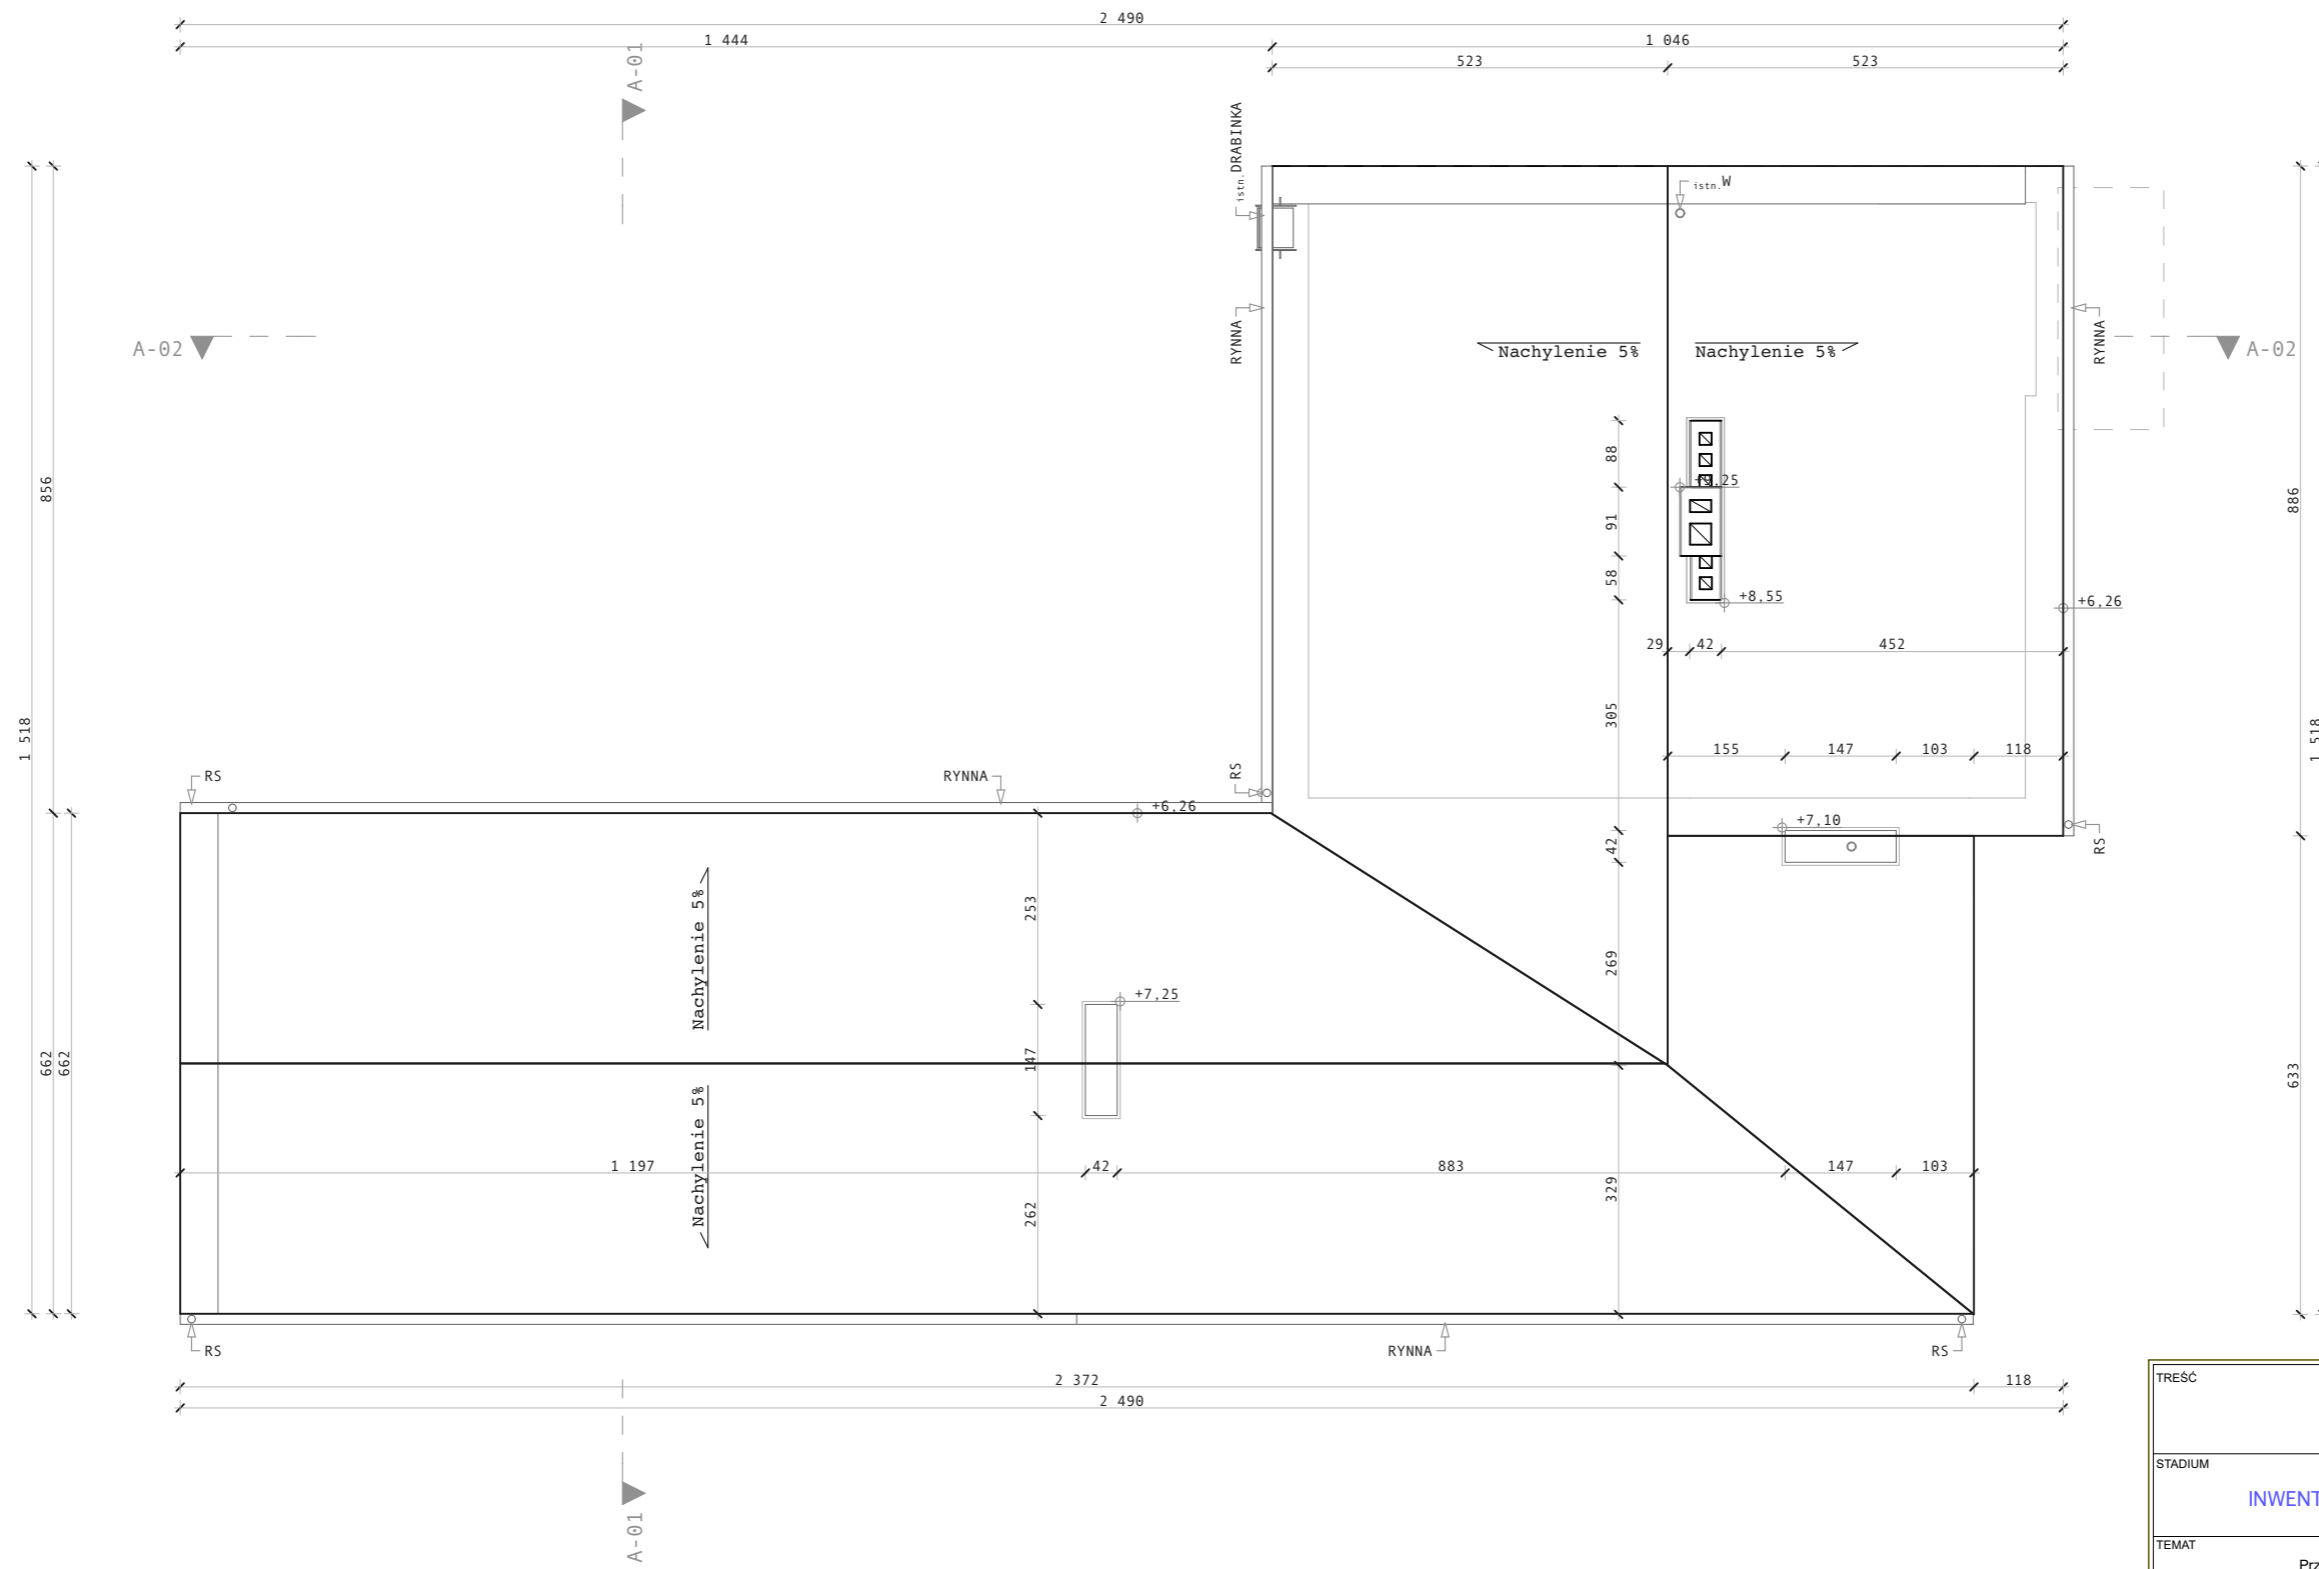 2 490
1 444
1 046
523
523
A-01
istn.DRABINKA
istn.W
RYNNA
RYNNA
A-02
A-02
Nachylenie 5%
Nachylenie 5%
856
886
88
91
58
+8,55
+6,26
29
42
452
305
1 518
1 518
155
147
103
118
RS
RYNNA
RS
+6,26
+7,10
RS
42
253
269
Nachylenie 5%
+7,25
147
662
662
633
Nachylenie 5%
1 197
42
883
147
103
262
329
RS
RYNNA
RS
2 372
118
2 490
A-01
TREŚĆ
STADIUM
INWENT
TEMAT
Prz